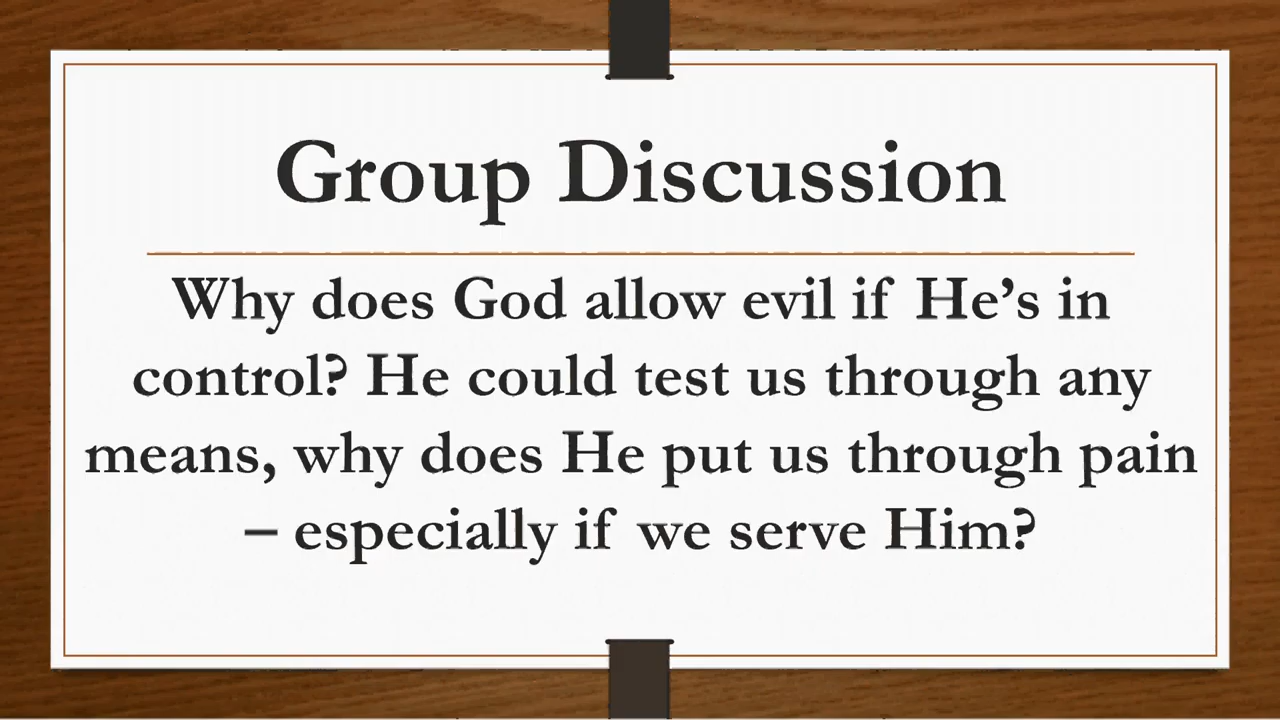 Group Discussion
Why does God allow evil if He’s in
control? He could test us through any
means, why does He put us through pain
– especially if we serve Him?